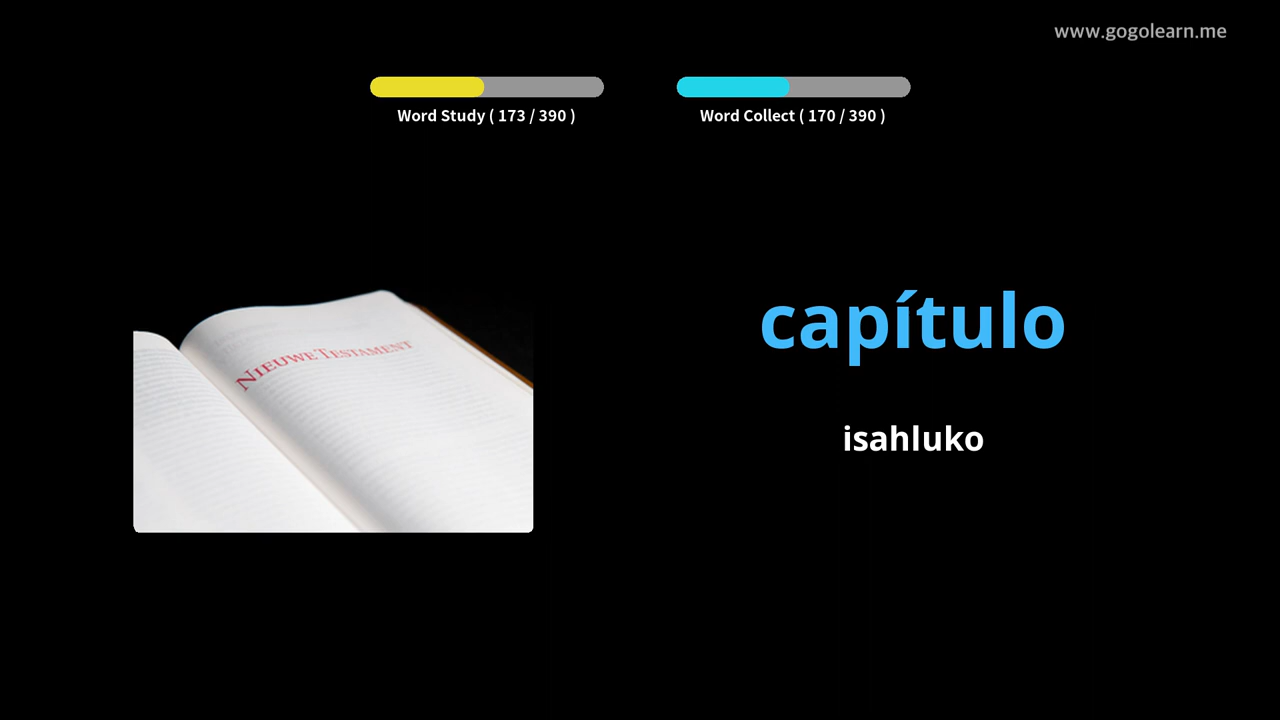 www.gogolearn.me
Word Study ( 173 / 390 )
Word Collect ( 170 / 390 )
NIEUWE TESTAMENT
capítulo
isahluko